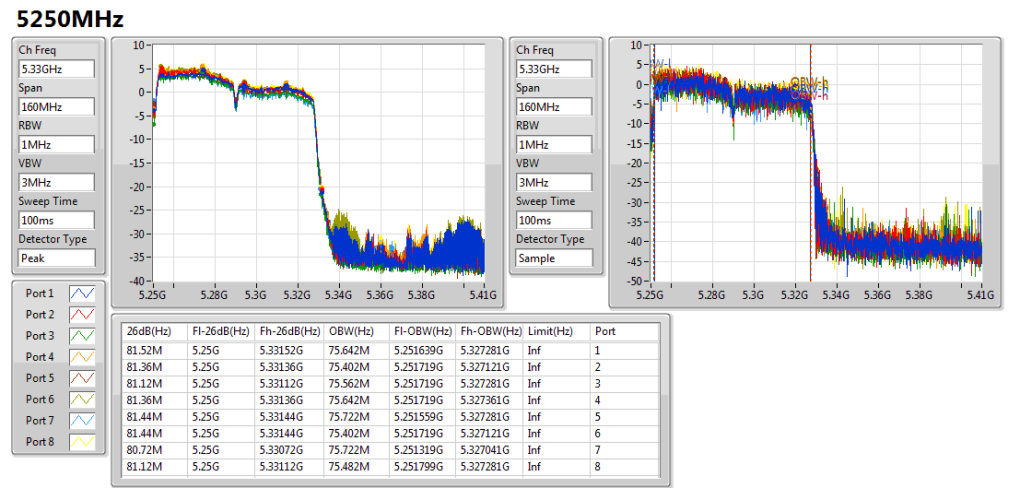 5250MHz
Ch Freq
5.33GHz
Span
160MHz
RBW
1MHz
VBW
3MHz
Sweep Time
100ms
Detector Type
Peak
10
5
0
-5
-10
-15
-20
-25
-30
-35
-40
5.25G 5.28G 5.3G 5.32G 5.34G 5.36G 5.38G 5.41G
Ch Freq
5.33GHz
Span
160MHz
RBW
1MHz
VBW
3MHz
Sweep Time
100ms
Detector Type
Sample
10
5
0
-5
-10
-15
-20
-25
-30
-35
-40
-45
-50
OBW-h
5.25G 5.28G 5.3G 5.32G 5.34G 5.36G 5.38G 5.41G
Port 1
Port 2
Port 3
Port 4
Port 5
Port 6
Port 7
Port 8
26dB(Hz) Fl-26dB(Hz) Fh-26dB(Hz) OBW(Hz) Fl-OBW(Hz) Fh-OBW(Hz) Limit(Hz) Port
81.52M 5.25G 5.33152G 75.642M 5.251639G 5.327281G Inf 1
81.36M 5.25G 5.33136G 75.402M 5.251719G 5.327121G Inf 2
81.12M 5.25G 5.33112G 75.562M 5.251719G 5.327281G Inf 3
81.36M 5.25G 5.33136G 75.642M 5.251719G 5.327361G Inf 4
81.44M 5.25G 5.33144G 75.722M 5.251559G 5.327281G Inf 5
81.44M 5.25G 5.33144G 75.402M 5.251719G 5.327121G Inf 6
80.72M 5.25G 5.33072G 75.722M 5.251319G 5.327041G Inf 7
81.12M 5.25G 5.33112G 75.482M 5.251799G 5.327281G Inf 8